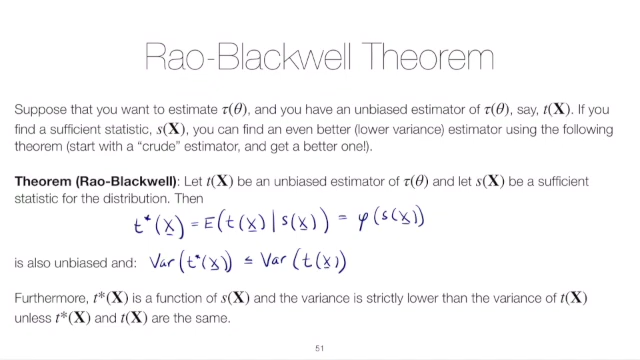 Rao-Blackwell Theorem
Suppose that you want to estimate τ(θ), and you have an unbiased estimator of τ(θ), say, t(X). If you
find a sufficient statistic, s(X), you can find an even better (lower variance) estimator using the following
theorem (start with a “crude” estimator, and get a better one!).
Theorem (Rao-Blackwell): Let t(X) be an unbiased estimator of τ(θ) and let s(X) be a sufficient
statistic for the distribution. Then
t*(X̲) = E(t(X̲) | s(X̲)) = φ(s(X̲))
is also unbiased and: Var(t*(X̲)) ≤ Var(t(X̲))
Furthermore, t*(X) is a function of s(X) and the variance is strictly lower than the variance of t(X)
unless t*(X) and t(X) are the same.
51